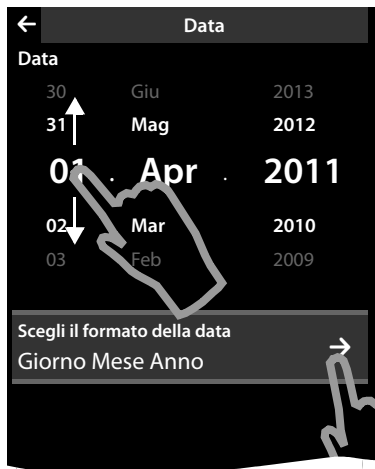 Data
Data
30 Giu 2013
31 Mag 2012
01 . Apr . 2011
02 Mar 2010
03 Feb 2009
Scegli il formato della data
Giorno Mese Anno